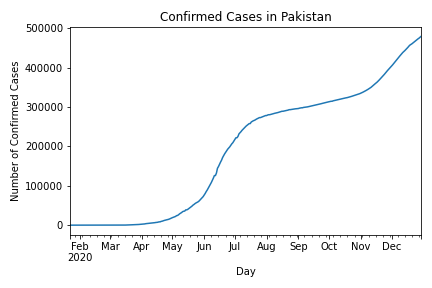 Confirmed Cases in Pakistan
500000
400000
300000
200000
100000
0
Number of Confirmed Cases
Feb Mar Apr May Jun Jul Aug Sep Oct Nov Dec
2020
Day